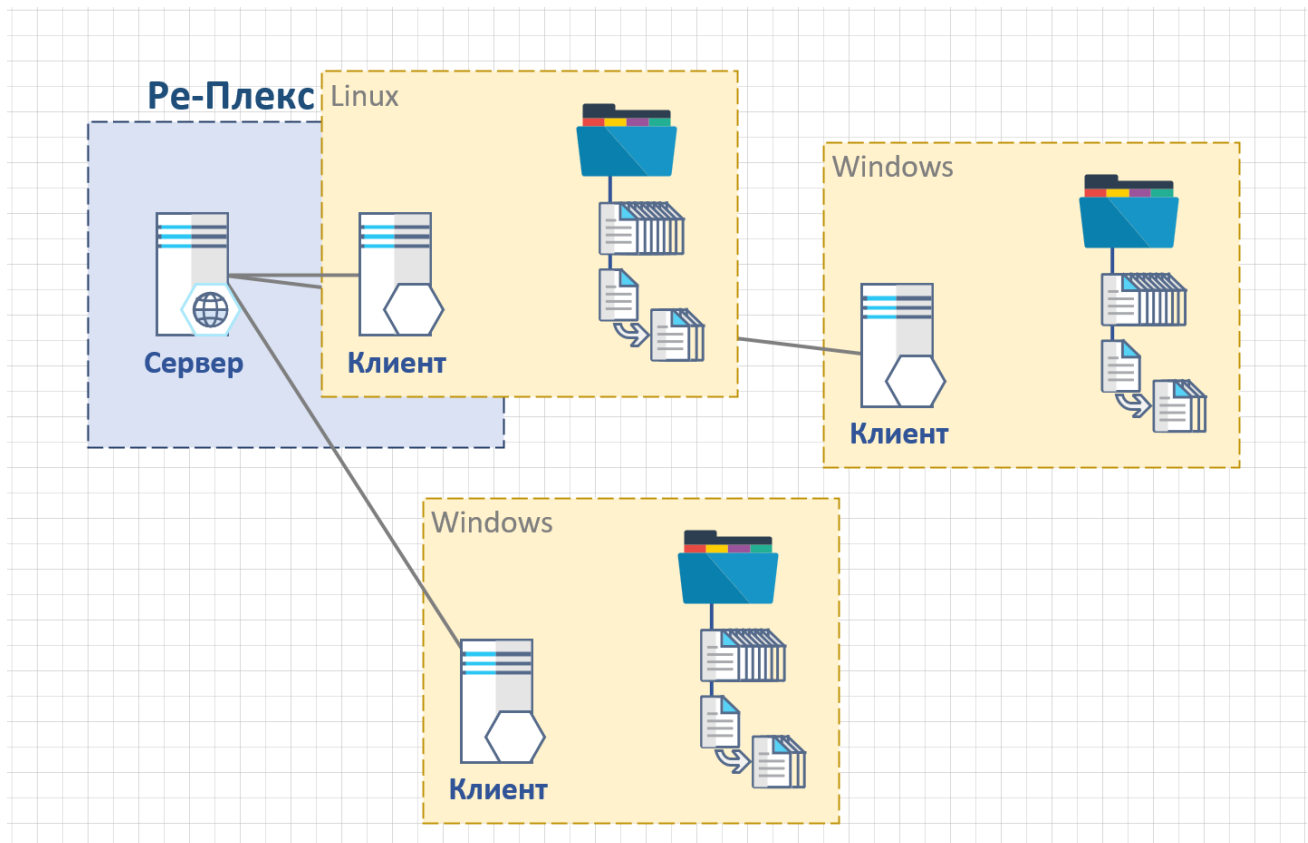 Ре-Плекс
Linux
Windows
Сервер
Клиент
Клиент
Windows
Клиент